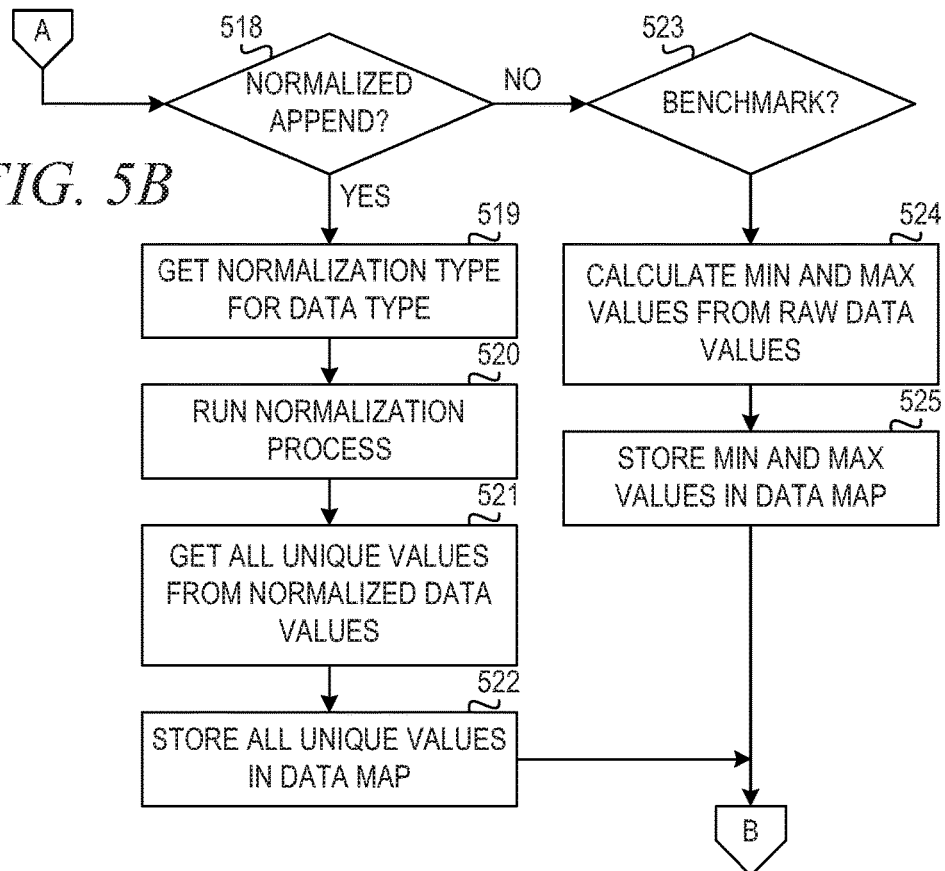 A
518
NORMALIZED
APPEND?
NO
523
BENCHMARK?
FIG. 5B
YES
519
GET NORMALIZATION TYPE
FOR DATA TYPE
520
RUN NORMALIZATION
PROCESS
521
GET ALL UNIQUE VALUES
FROM NORMALIZED DATA
VALUES
522
STORE ALL UNIQUE VALUES
IN DATA MAP
524
CALCULATE MIN AND MAX
VALUES FROM RAW DATA
VALUES
525
STORE MIN AND MAX
VALUES IN DATA MAP
B